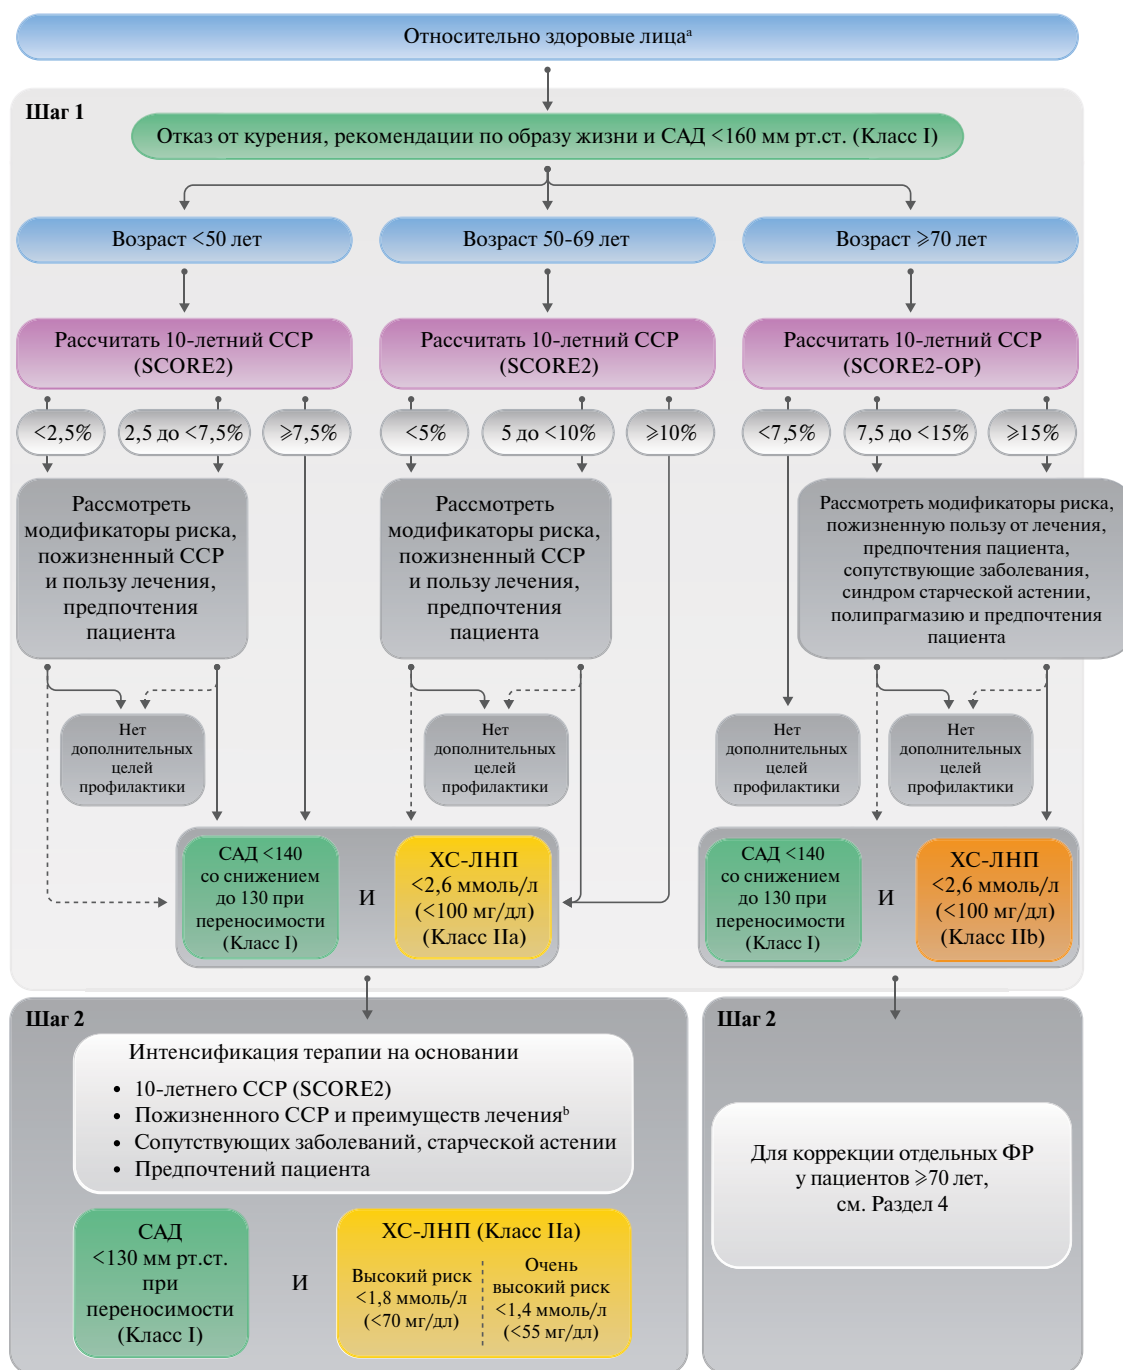 Относительно здоровые лицаᵃ
Шаг 1
Отказ от курения, рекомендации по образу жизни и САД <160 мм рт.ст. (Класс I)
Возраст <50 лет
Возраст 50-69 лет
Возраст ≥70 лет
Рассчитать 10-летний ССР
(SCORE2)
Рассчитать 10-летний ССР
(SCORE2)
Рассчитать 10-летний ССР
(SCORE2-OP)
<2,5%
2,5 до <7,5%
≥7,5%
<5%
5 до <10%
≥10%
<7,5%
7,5 до <15%
≥15%
Рассмотреть
модификаторы риска,
пожизненный ССР
и пользу лечения,
предпочтения
пациента
Рассмотреть
модификаторы риска,
пожизненный ССР
и пользу лечения,
предпочтения
пациента
Рассмотреть модификаторы риска,
пожизненную пользу от лечения,
предпочтения пациента,
сопутствующие заболевания,
синдром старческой астении,
полипрагмазию и предпочтения
пациента
Нет
дополнительных
целей
профилактики
Нет
дополнительных
целей
профилактики
Нет
дополнительных
целей
профилактики
Нет
дополнительных
целей
профилактики
САД <140
со снижением
до 130 при
переносимости
(Класс I)
И
ХС-ЛНП
<2,6 ммоль/л
(<100 мг/дл)
(Класс IIa)
САД <140
со снижением
до 130 при
переносимости
(Класс I)
И
ХС-ЛНП
<2,6 ммоль/л
(<100 мг/дл)
(Класс IIb)
Шаг 2
Интенсификация терапии на основании
• 10-летнего ССР (SCORE2)
• Пожизненного ССР и преимуществ леченияᵇ
• Сопутствующих заболеваний, старческой астении
• Предпочтений пациента
САД
<130 мм рт.ст.
при
переносимости
(Класс I)
И
ХС-ЛНП (Класс IIa)
Высокий риск
<1,8 ммоль/л
(<70 мг/дл)
Очень
высокий риск
<1,4 ммоль/л
(<55 мг/дл)
Шаг 2
Для коррекции отдельных ФР
у пациентов ≥70 лет,
см. Раздел 4